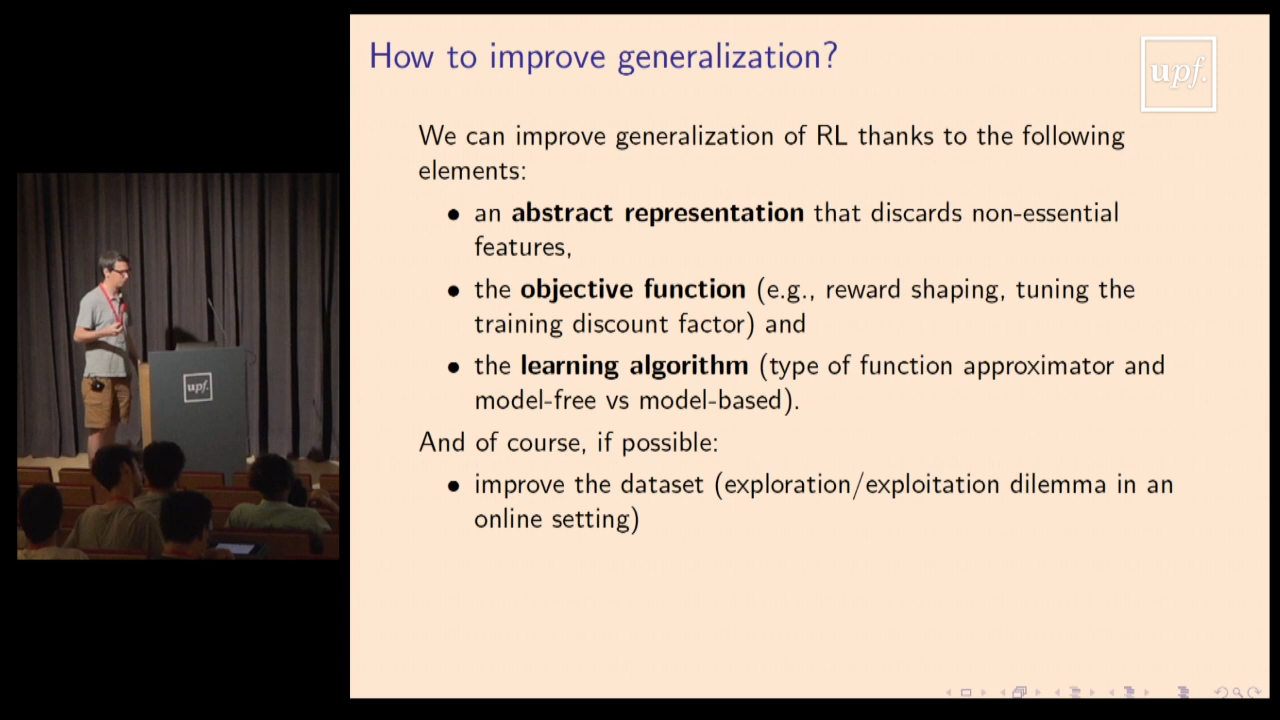 How to improve generalization?
upf.
We can improve generalization of RL thanks to the following
elements:
• an abstract representation that discards non-essential
features,
• the objective function (e.g., reward shaping, tuning the
training discount factor) and
• the learning algorithm (type of function approximator and
model-free vs model-based).
And of course, if possible:
• improve the dataset (exploration/exploitation dilemma in an
online setting)
upf.